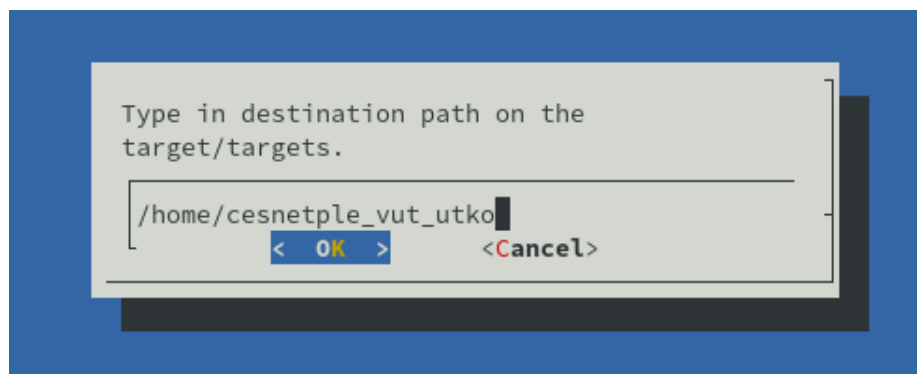 Type in destination path on the
target/targets.
/home/cesnetple_vut_utko
< OK > <Cancel>